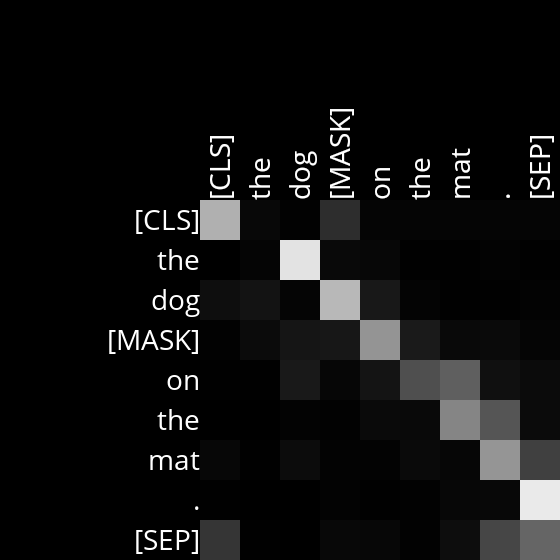 [CLS] the dog [MASK] on the mat . [SEP]
[CLS]
the
dog
[MASK]
on
the
mat
.
[SEP]